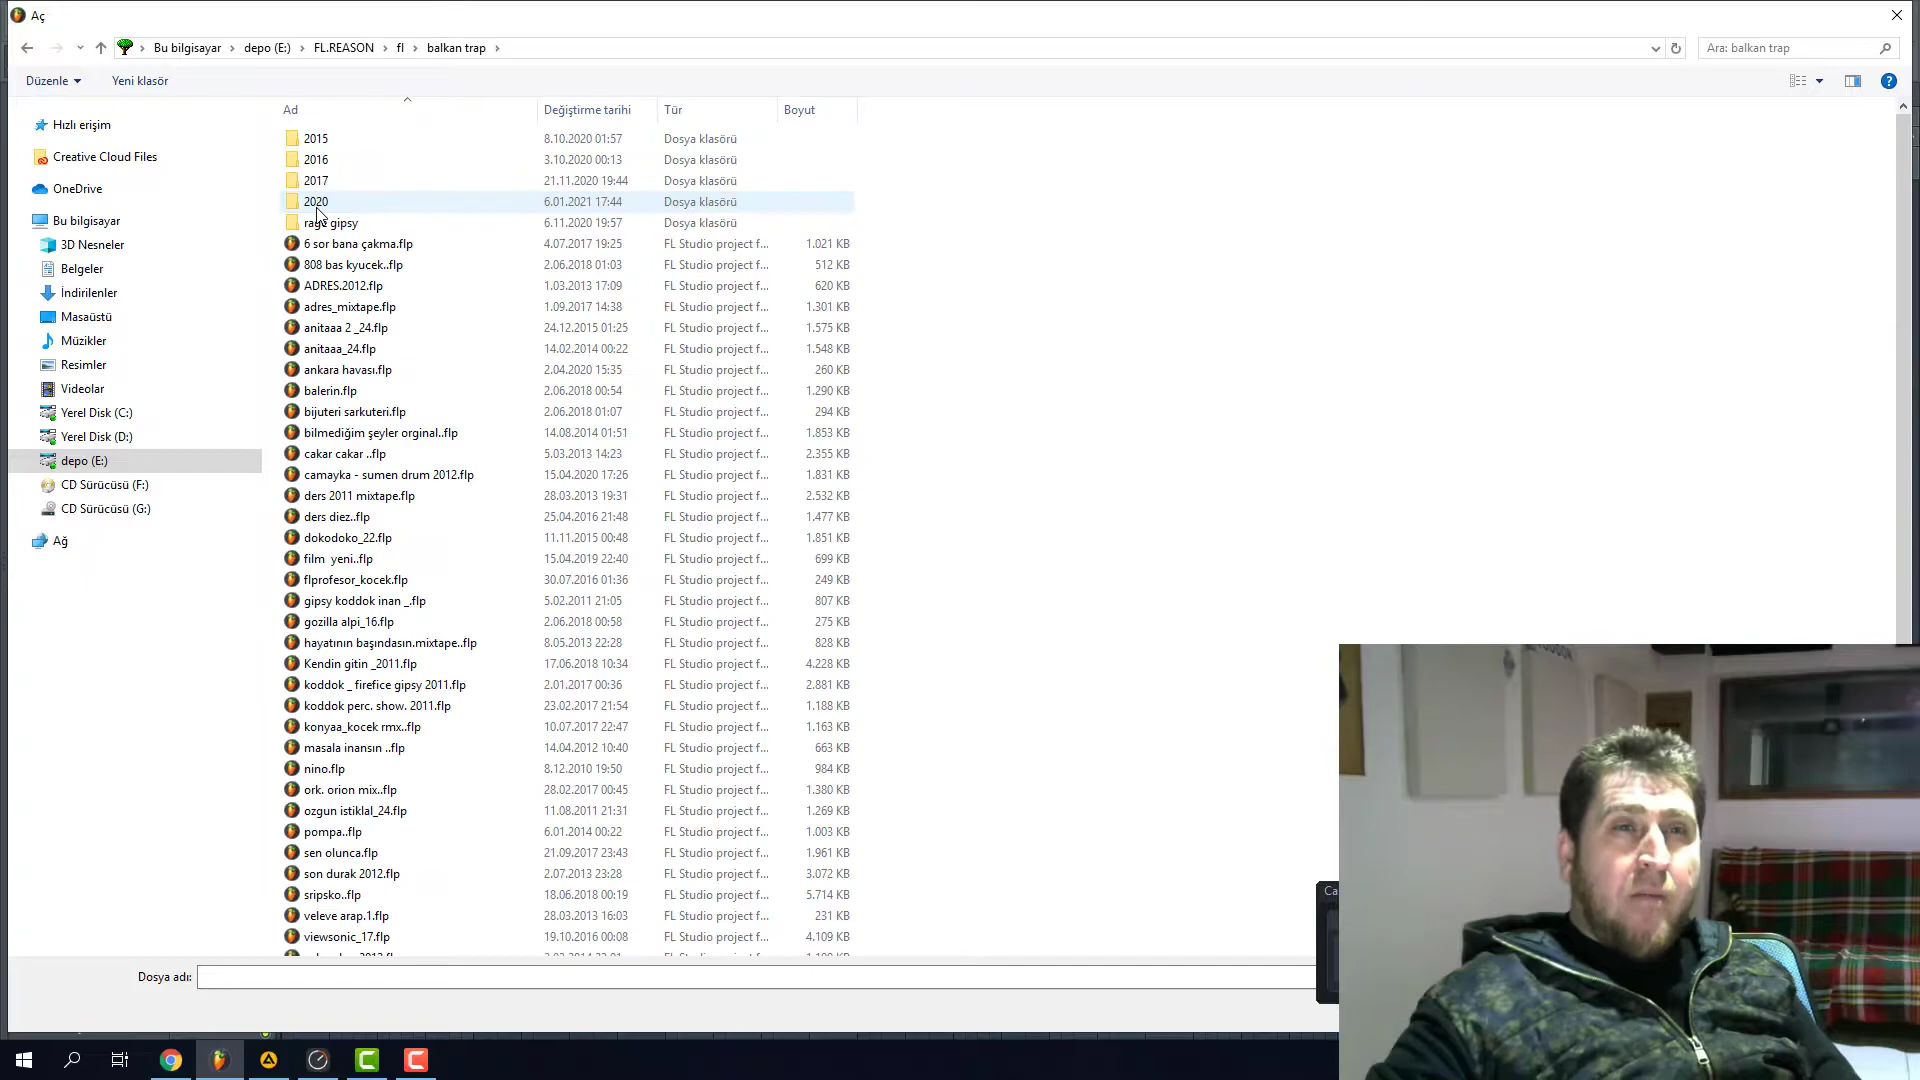 Aç
Bu bilgisayar depo (E:) FL.REASON fl balkan trap
Ara: balkan trap
Düzenle Yeni klasör
Ad Değiştirme tarihi Tür Boyut
Hızlı erişim
Creative Cloud Files
OneDrive
Bu bilgisayar
3D Nesneler
Belgeler
İndirilenler
Masaüstü
Müzikler
Resimler
Videolar
Yerel Disk (C:)
Yerel Disk (D:)
depo (E:)
CD Sürücüsü (F:)
CD Sürücüsü (G:)
Ağ
2015 8.10.2020 01:57 Dosya klasörü
2016 3.10.2020 00:13 Dosya klasörü
2017 21.11.2020 19:44 Dosya klasörü
2020 6.01.2021 17:44 Dosya klasörü
gipsy 6.11.2020 19:57 Dosya klasörü
6 sor bana çakma.flp 4.07.2017 19:25 FL Studio project f... 1.021 KB
808 bas kyucek..flp 2.06.2018 01:03 FL Studio project f... 512 KB
ADRES.2012.flp 1.03.2013 17:09 FL Studio project f... 620 KB
adres_mixtape.flp 1.09.2017 14:38 FL Studio project f... 1.301 KB
anitaaa 2 _24.flp 24.12.2015 01:25 FL Studio project f... 1.575 KB
anitaaa_24.flp 14.02.2014 00:22 FL Studio project f... 1.548 KB
ankara havası.flp 2.04.2020 15:35 FL Studio project f... 260 KB
balerin.flp 2.06.2018 00:54 FL Studio project f... 1.290 KB
bijuteri sarkuteri.flp 2.06.2018 01:07 FL Studio project f... 294 KB
bilmediğim şeyler orginal..flp 14.08.2014 01:51 FL Studio project f... 1.853 KB
cakar cakar ..flp 5.03.2013 14:23 FL Studio project f... 2.355 KB
camayka - sumen drum 2012.flp 15.04.2020 17:26 FL Studio project f... 1.831 KB
ders 2011 mixtape.flp 28.03.2013 19:31 FL Studio project f... 2.532 KB
ders diez..flp 25.04.2016 21:48 FL Studio project f... 1.477 KB
dokodoko_22.flp 11.11.2015 00:48 FL Studio project f... 1.851 KB
film  yeni..flp 15.04.2019 22:40 FL Studio project f... 699 KB
flprofesor_kocek.flp 30.07.2016 01:36 FL Studio project f... 249 KB
gipsy koddok inan _.flp 5.02.2011 21:05 FL Studio project f... 807 KB
gozilla alpi_16.flp 2.06.2018 00:58 FL Studio project f... 275 KB
hayatının başındasın.mixtape..flp 8.05.2013 22:28 FL Studio project f... 828 KB
Kendin gitin _2011.flp 17.06.2018 10:34 FL Studio project f... 4.228 KB
koddok _ firefice gipsy 2011.flp 2.01.2017 00:36 FL Studio project f... 2.881 KB
koddok perc. show. 2011.flp 23.02.2017 21:54 FL Studio project f... 1.188 KB
konyaa_kocek rmx..flp 10.07.2017 22:47 FL Studio project f... 1.163 KB
masala inansın ..flp 14.04.2012 10:40 FL Studio project f... 663 KB
nino.flp 8.12.2010 19:50 FL Studio project f... 984 KB
ork. orion mix..flp 28.02.2017 00:45 FL Studio project f... 1.380 KB
ozgun istiklal_24.flp 11.08.2011 21:31 FL Studio project f... 1.269 KB
pompa..flp 6.01.2014 00:22 FL Studio project f... 1.003 KB
sen olunca.flp 21.09.2017 23:43 FL Studio project f... 1.961 KB
son durak 2012.flp 2.07.2013 23:28 FL Studio project f... 3.072 KB
sripsko..flp 18.06.2018 00:19 FL Studio project f... 5.714 KB
veleve arap.1.flp 28.03.2013 16:03 FL Studio project f... 231 KB
viewsonic_17.flp 19.10.2016 00:08 FL Studio project f... 4.109 KB
Dosya adı:
Ca